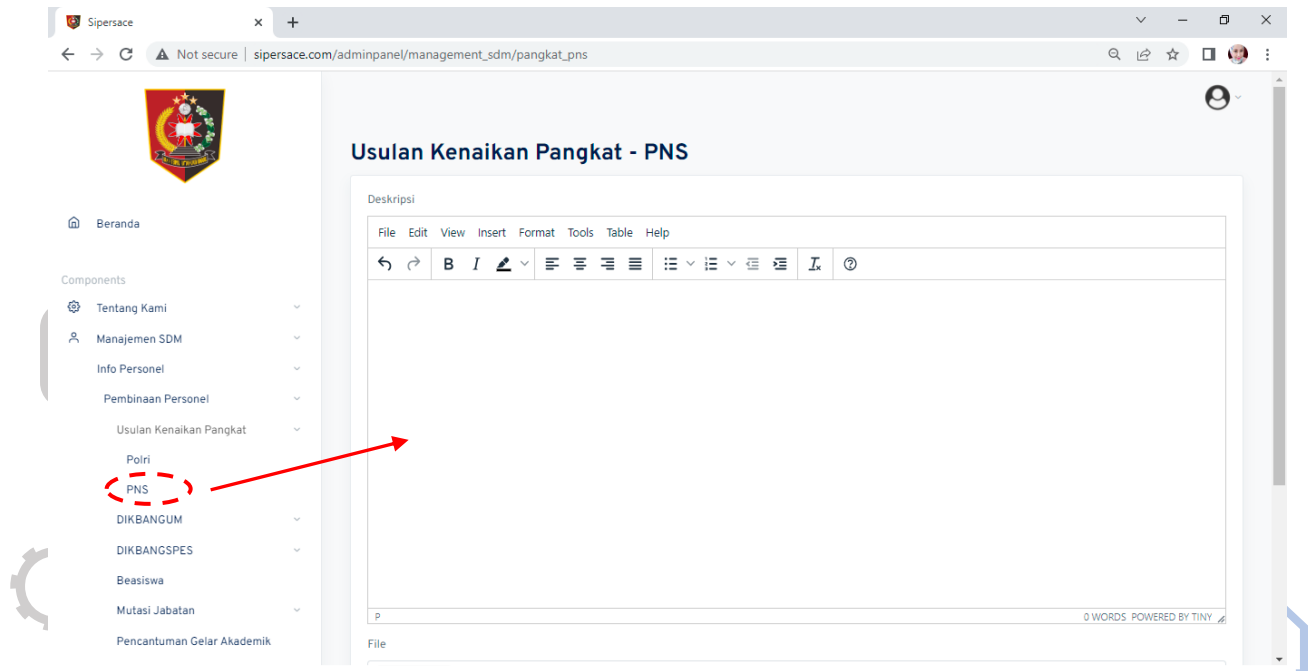 Sipersace
Not secure | sipersace.com/adminpanel/management_sdm/pangkat_pns
Usulan Kenaikan Pangkat - PNS
Deskripsi
File Edit View Insert Format Tools Table Help
B I
P
0 WORDS POWERED BY TINY
File
Beranda
Components
Tentang Kami
Manajemen SDM
Info Personel
Pembinaan Personel
Usulan Kenaikan Pangkat
Polri
PNS
DIKBANGUM
DIKBANGSPES
Beasiswa
Mutasi Jabatan
Pencantuman Gelar Akademik